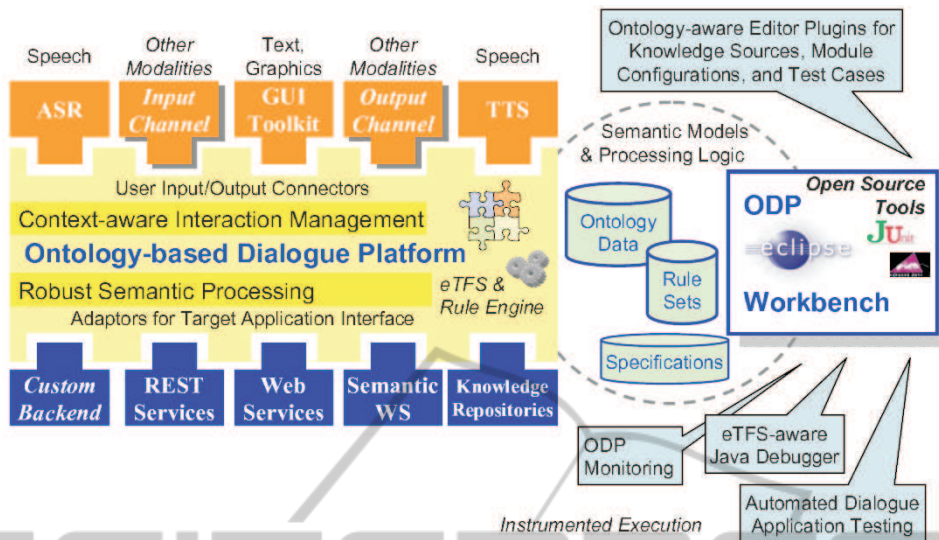 Speech
Other
Modalities
Text,
Graphics
Other
Modalities
Speech
ASR
Input
Channel
GUI
Toolkit
Output
Channel
TTS
User Input/Output Connectors
Context-aware Interaction Management
Ontology-based Dialogue Platform
Robust Semantic Processing
eTFS &
Rule Engine
Adaptors for Target Application Interface
Custom
Backend
REST
Services
Web
Services
Semantic
WS
Knowledge
Repositories
Semantic Models
& Processing Logic
Ontology
Data
Rule
Sets
Specifications
Ontology-aware Editor Plugins for
Knowledge Sources, Module
Configurations, and Test Cases
ODP
Open Source
Tools
eclipse
JUnit
Workbench
ODP
Monitoring
eTFS-aware
Java Debugger
Automated Dialogue
Application Testing
Instrumented Execution